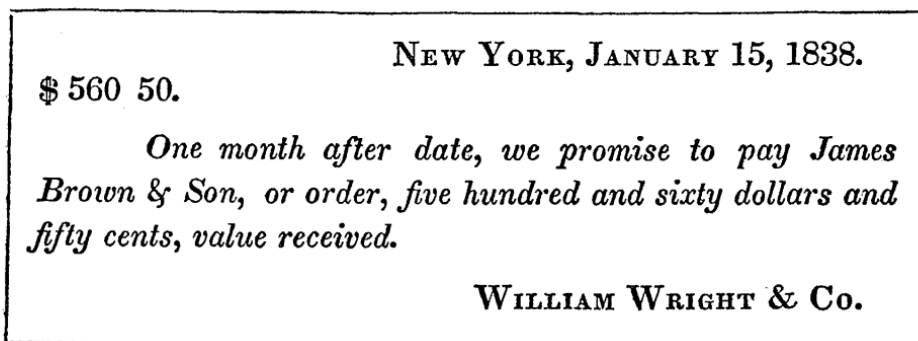 NEW YORK, JANUARY 15, 1838.
$ 560 50.
One month after date, we promise to pay James
Brown & Son, or order, five hundred and sixty dollars and
fifty cents, value received.
WILLIAM WRIGHT & Co.